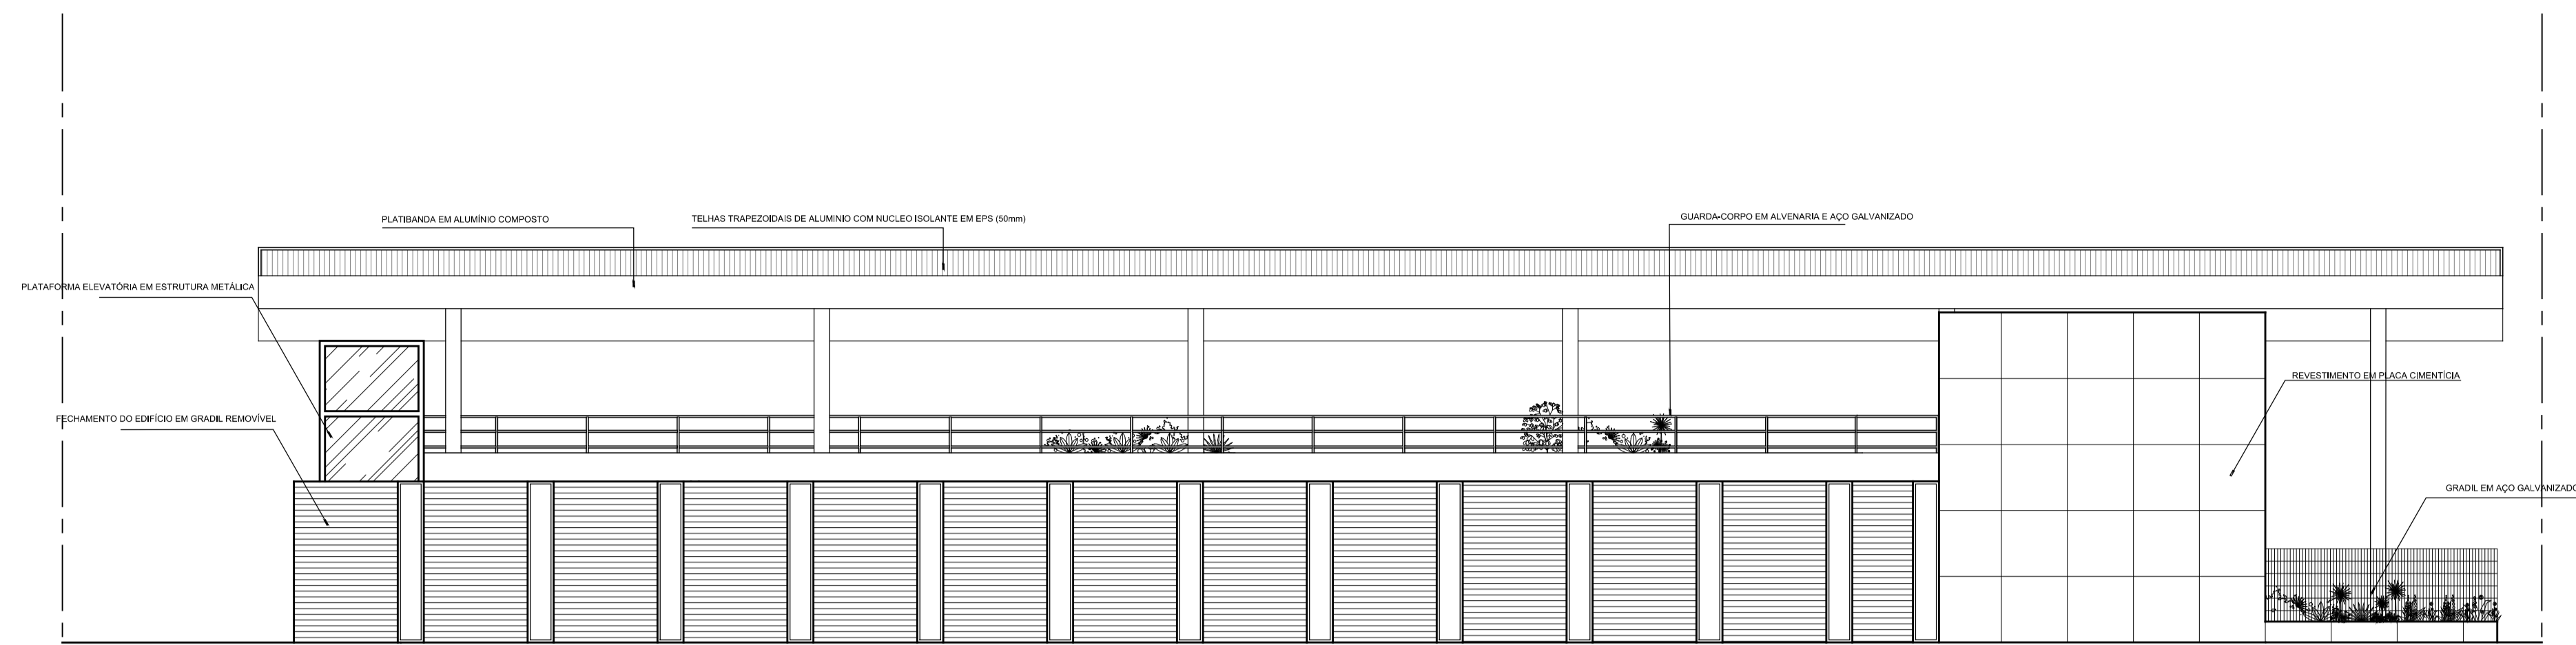 PLATIBANDA EM ALUMÍNIO COMPOSTO
TELHAS TRAPEZOIDAIS DE ALUMINIO COM NUCLEO ISOLANTE EM EPS (50mm)
GUARDA-CORPO EM ALVENARIA E AÇO GALVANIZADO
PLATAFORMA ELEVATÓRIA EM ESTRUTURA METÁLICA
REVESTIMENTO EM PLACA CIMENTÍCIA
FECHAMENTO DO EDIFÍCIO EM GRADIL REMOVÍVEL
GRADIL EM AÇO GALVANIZADO